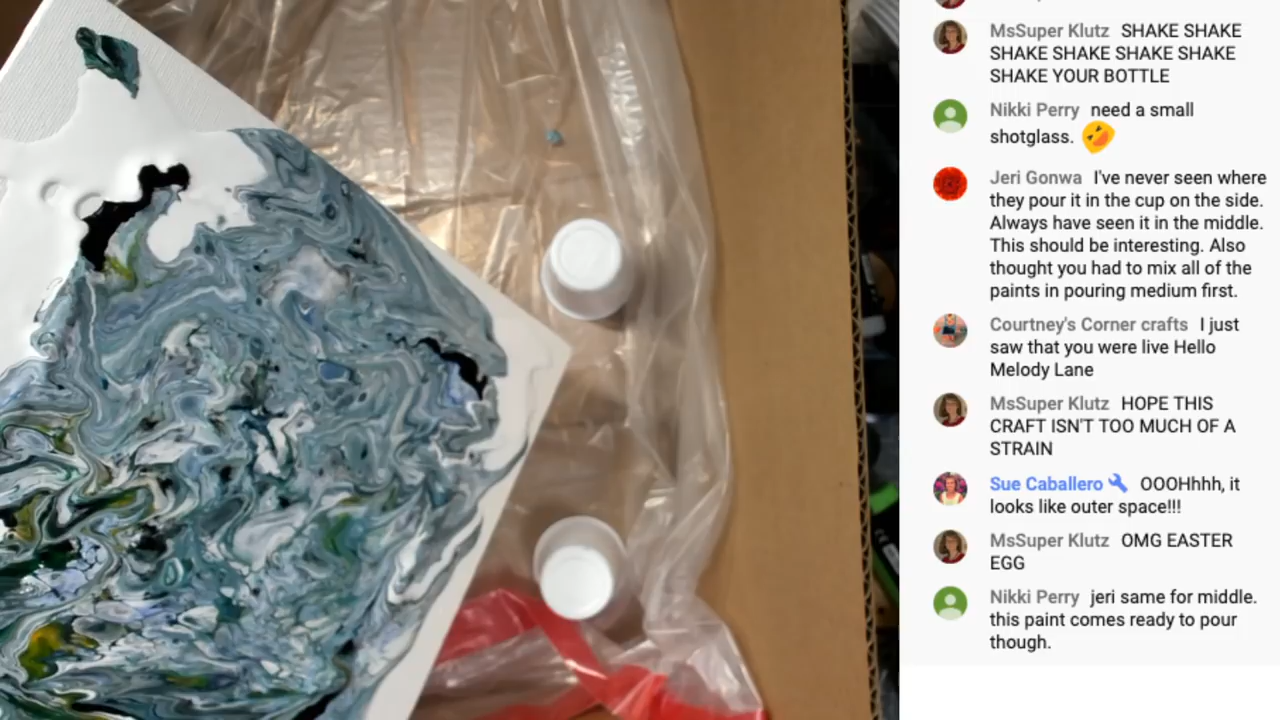 MsSuper Klutz SHAKE SHAKE
SHAKE SHAKE SHAKE SHAKE
SHAKE YOUR BOTTLE
Nikki Perry need a small
shotglass. 🤣
Jeri Gonwa I've never seen where
they pour it in the cup on the side.
Always have seen it in the middle.
This should be interesting. Also
thought you had to mix all of the
paints in pouring medium first.
Courtney's Corner crafts I just
saw that you were live Hello
Melody Lane
MsSuper Klutz HOPE THIS
CRAFT ISN'T TOO MUCH OF A
STRAIN
Sue Caballero OOOHhhh, it
looks like outer space!!!
MsSuper Klutz OMG EASTER
EGG
Nikki Perry jeri same for middle.
this paint comes ready to pour
though.